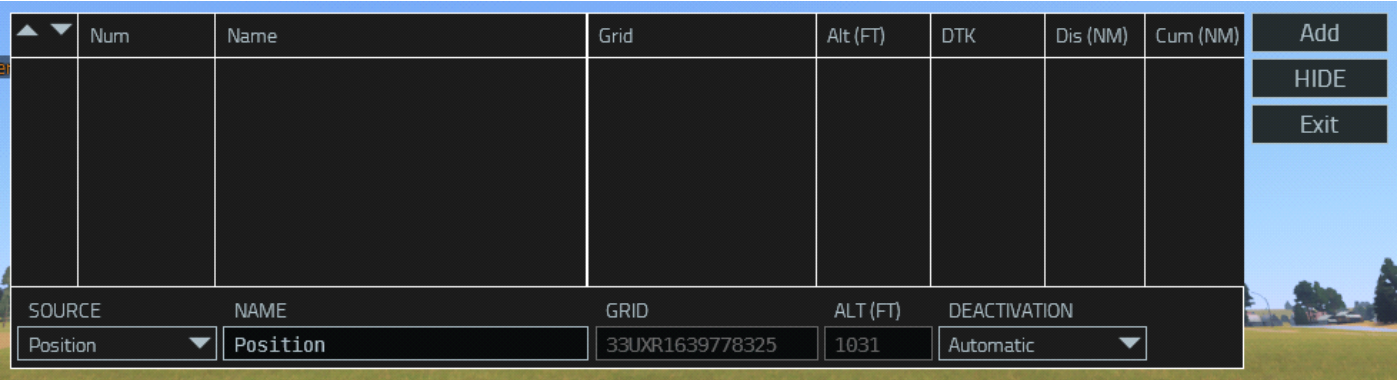 Num Name Grid Alt (FT) DTK Dis (NM) Cum (NM) Add
HIDE
Exit
SOURCE NAME GRID ALT (FT) DEACTIVATION
Position Position 33UXR1639778325 1031 Automatic